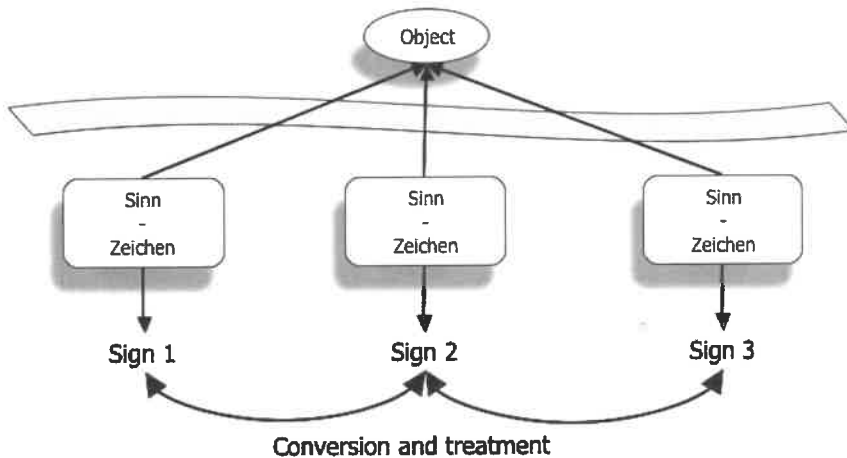 Object
Sinn
-
Zeichen
Sinn
-
Zeichen
Sinn
-
Zeichen
Sign 1
Sign 2
Sign 3
Conversion and treatment